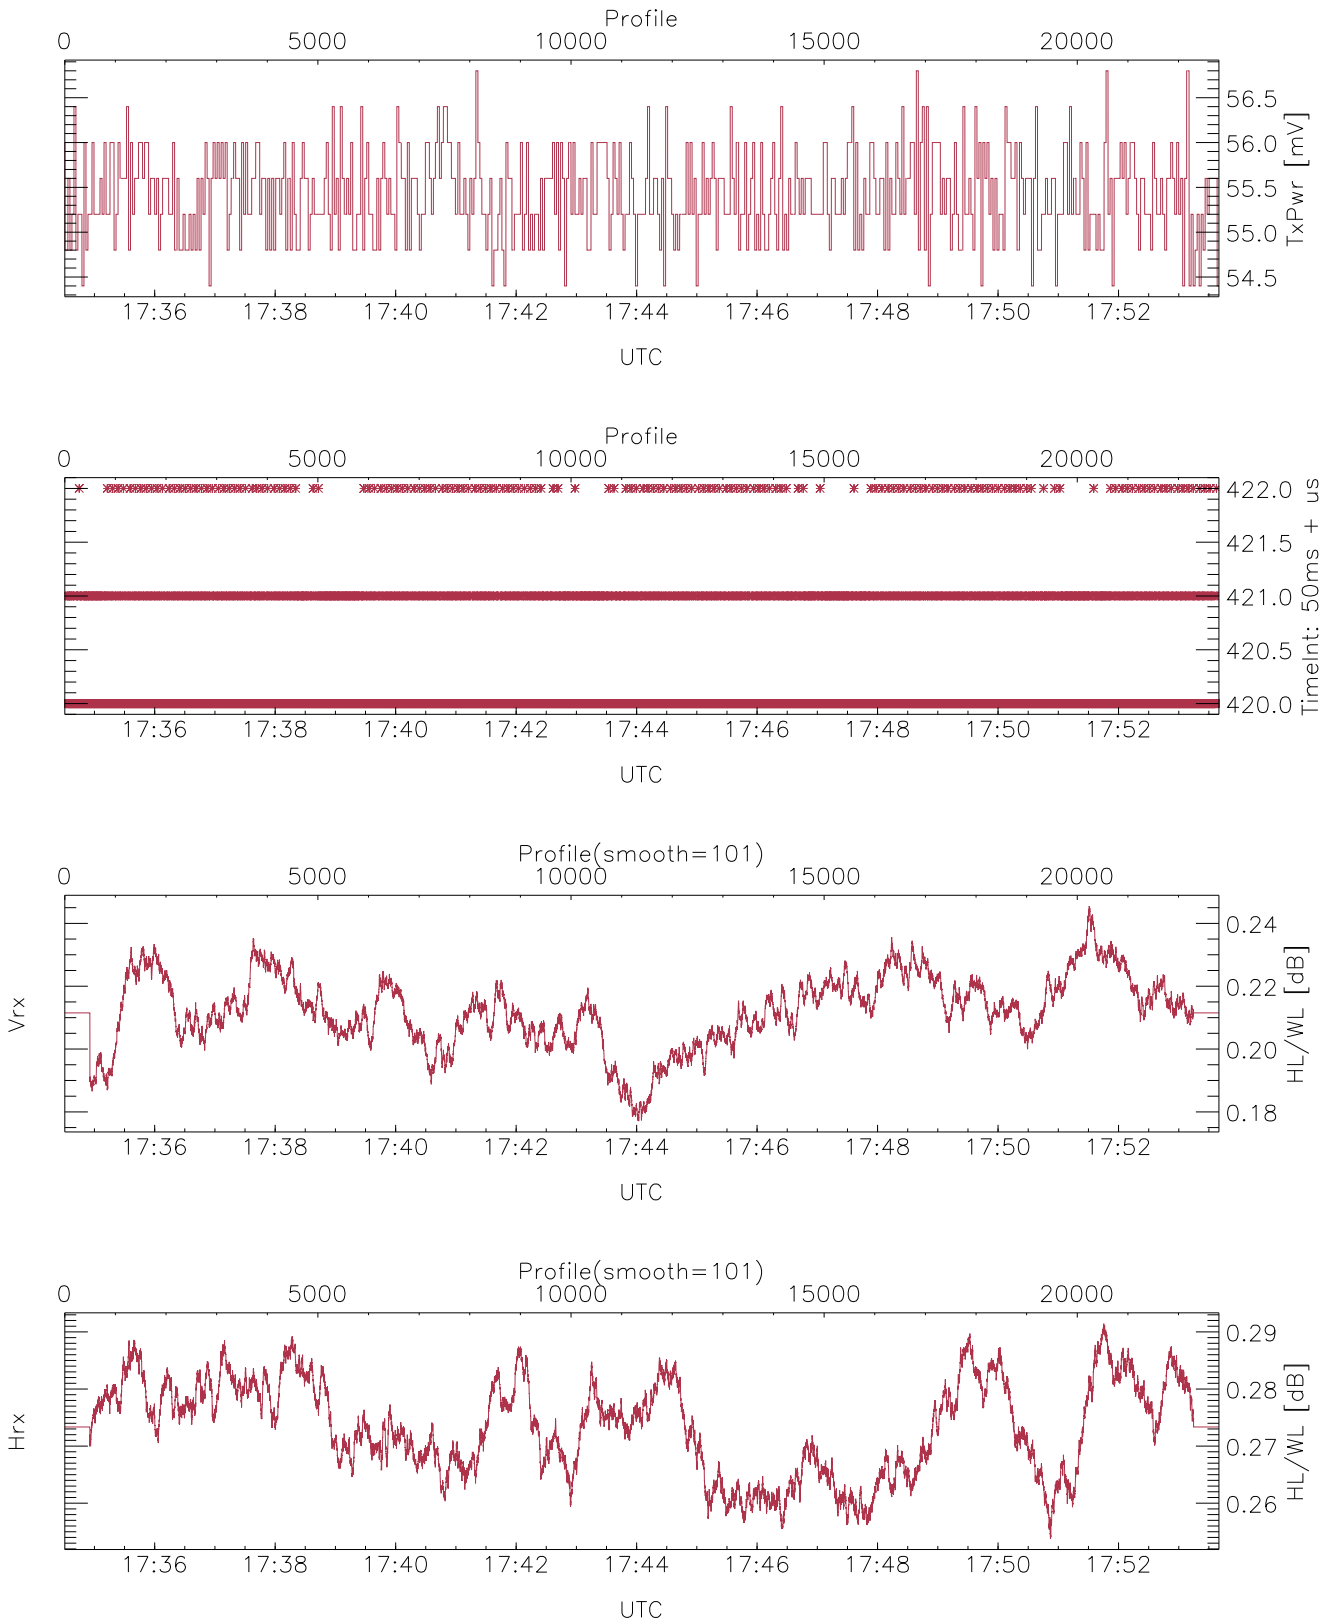 Profile
0 5000 10000 15000 20000
56.5
56.0
55.5
55.0
54.5
TxPwr [mV]
17:36 17:38 17:40 17:42 17:44 17:46 17:48 17:50 17:52
UTC
Profile
0 5000 10000 15000 20000
422.0
421.5
421.0
420.5
420.0
TimeInt: 50ms + us
17:36 17:38 17:40 17:42 17:44 17:46 17:48 17:50 17:52
UTC
Profile(smooth=101)
0 5000 10000 15000 20000
Vrx
0.24
0.22
0.20
0.18
HL/WL [dB]
17:36 17:38 17:40 17:42 17:44 17:46 17:48 17:50 17:52
UTC
Profile(smooth=101)
0 5000 10000 15000 20000
Hrx
0.29
0.28
0.27
0.26
HL/WL [dB]
17:36 17:38 17:40 17:42 17:44 17:46 17:48 17:50 17:52
UTC